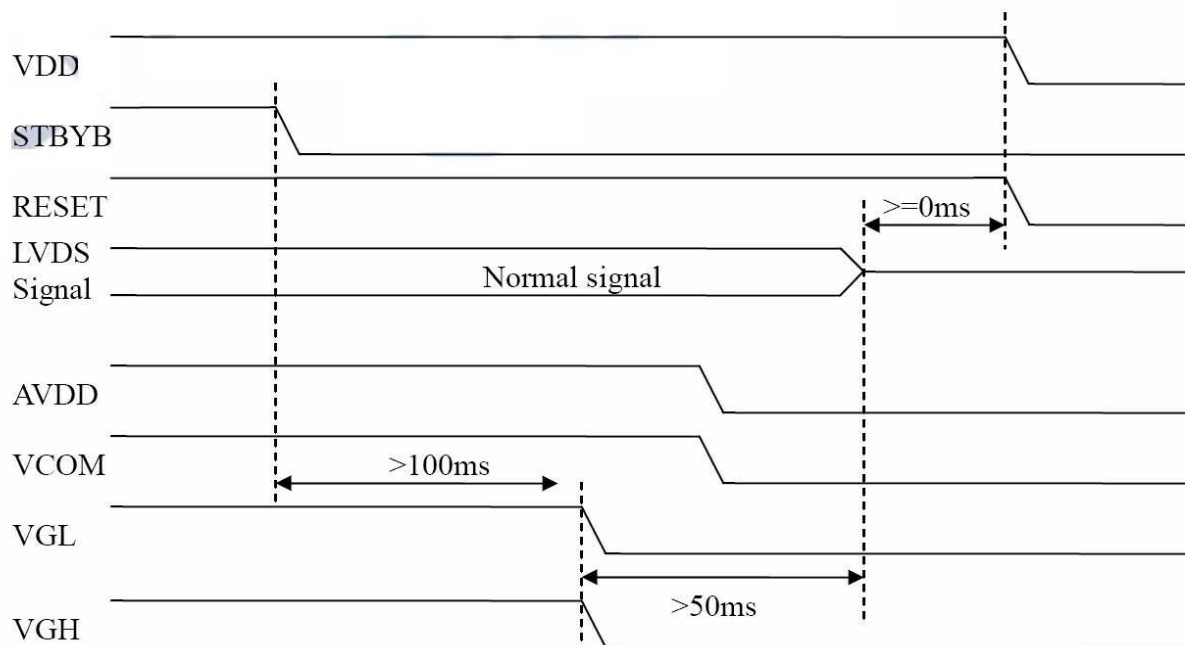 VDD
STBYB
RESET
>=0ms
LVDS
Signal
Normal signal
AVDD
VCOM
>100ms
VGL
>50ms
VGH